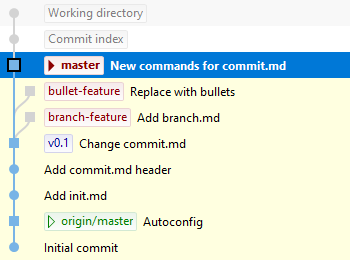 Working directory
Commit index
master New commands for commit.md
bullet-feature Replace with bullets
branch-feature Add branch.md
v0.1 Change commit.md
Add commit.md header
Add init.md
origin/master Autoconfig
Initial commit